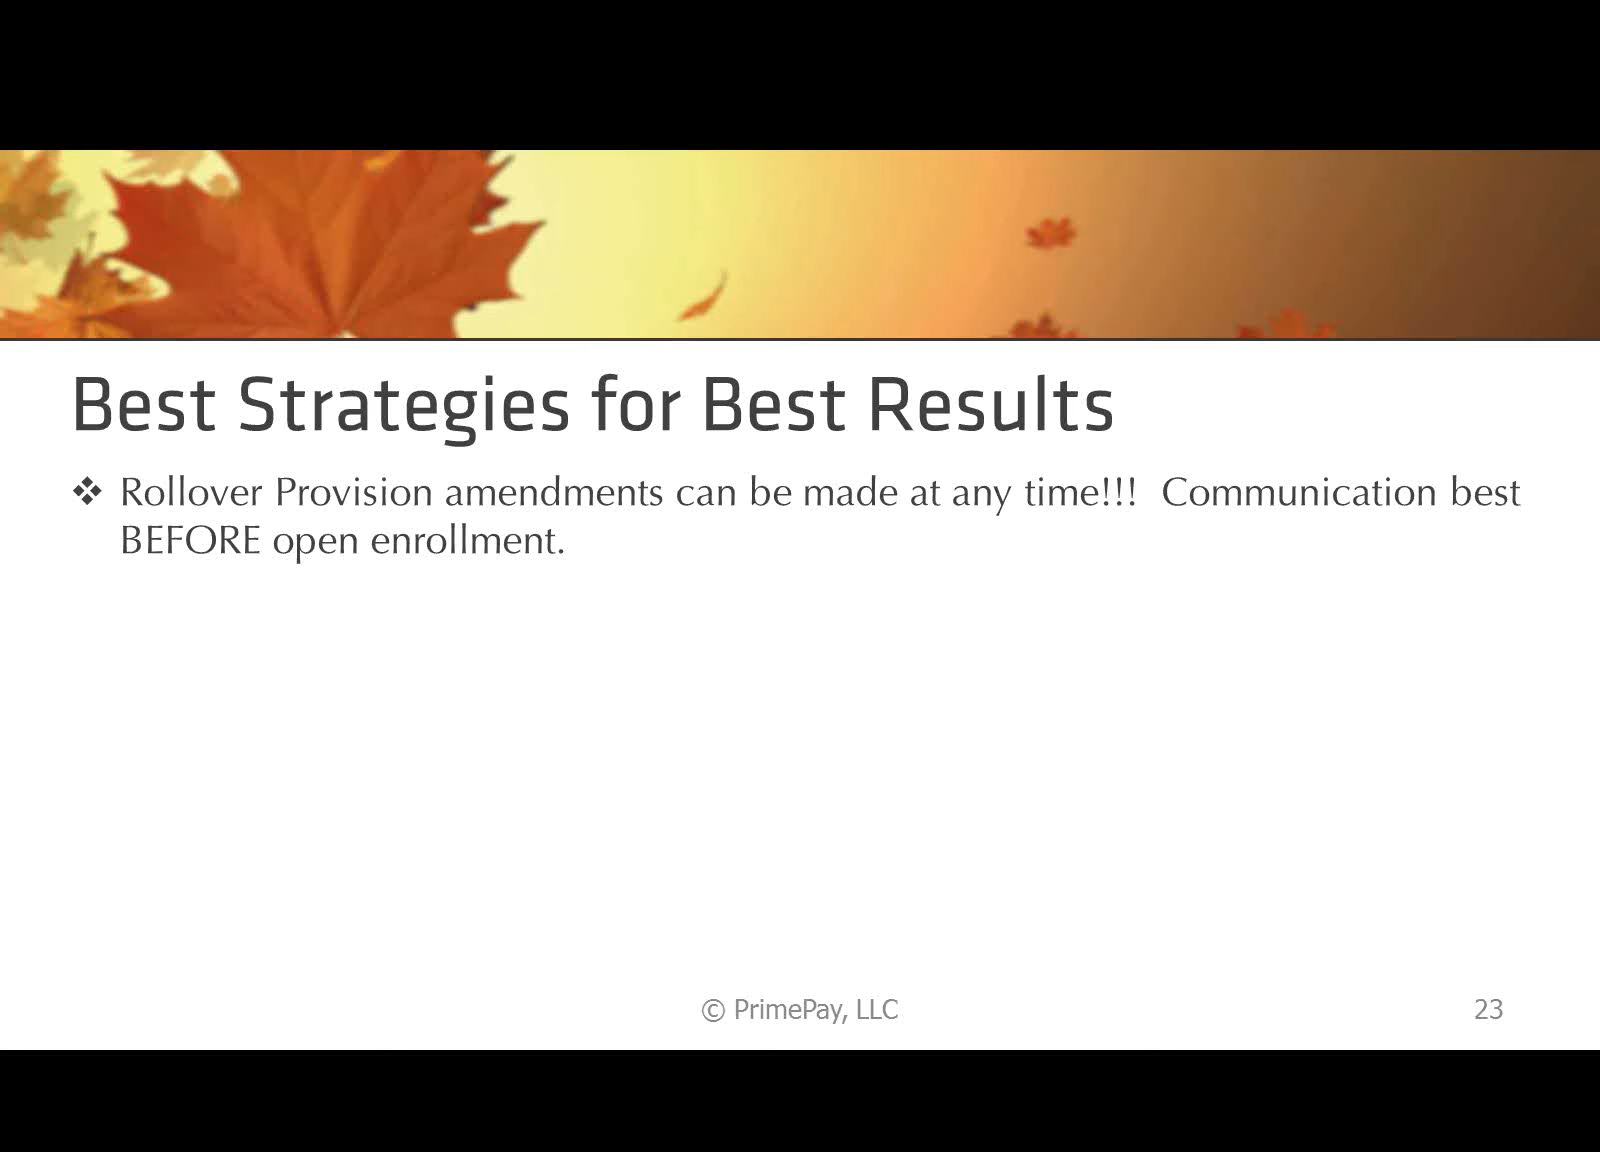 Best Strategies for Best Results
❖ Rollover Provision amendments can be made at any time!!!  Communication best
BEFORE open enrollment.
© PrimePay, LLC
23